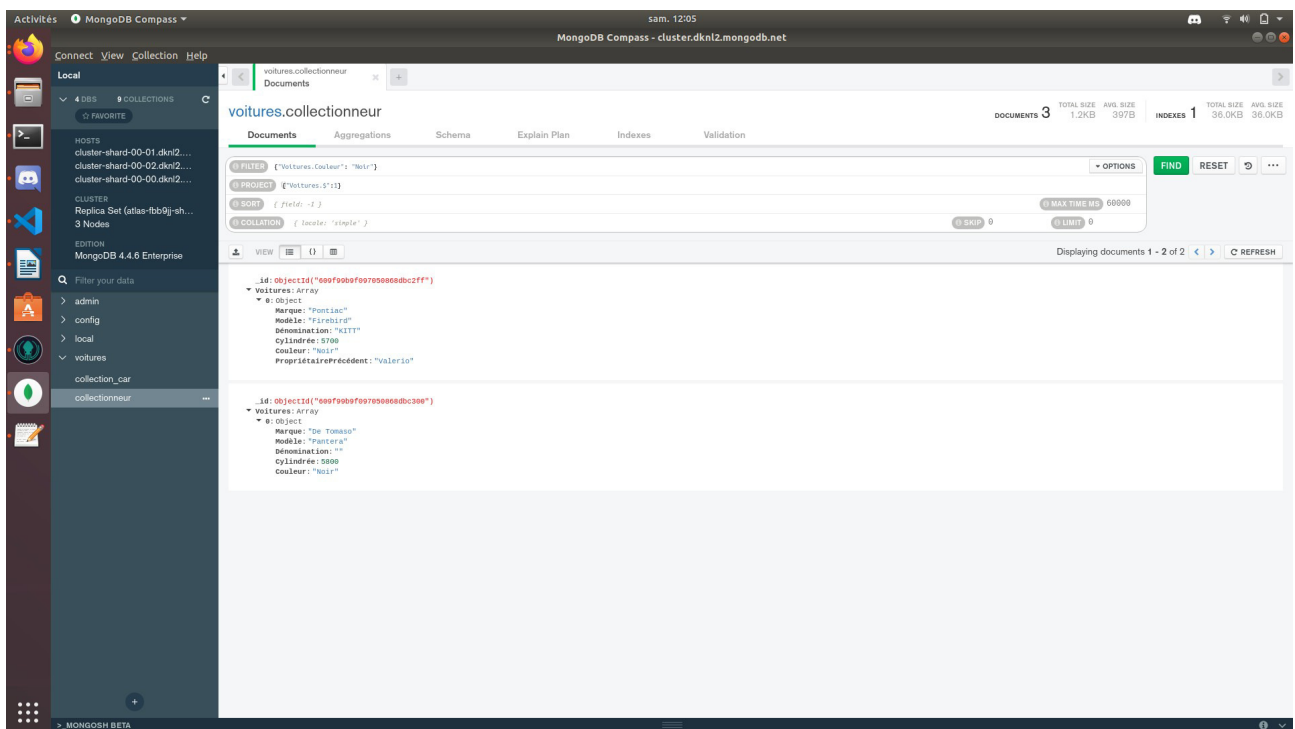 Activités MongoDB Compass sam. 12:05
MongoDB Compass - cluster.dknl2.mongodb.net
Connect View Collection Help
Local
4 DBS 9 COLLECTIONS
FAVORITE
HOSTS
cluster-shard-00-01.dknl2....
cluster-shard-00-02.dknl2....
cluster-shard-00-00.dknl2....
CLUSTER
Replica Set (atlas-fbb9jj-sh...
3 Nodes
EDITION
MongoDB 4.4.6 Enterprise
Filter your data
admin
config
local
voitures
collection_car
collectionneur
>_MONGOSH BETA
voitures.collectionneur
Documents
voitures.collectionneur
DOCUMENTS 3 TOTAL SIZE 1.2KB AVG. SIZE 397B INDEXES 1 TOTAL SIZE 36.0KB AVG. SIZE 36.0KB
Documents Aggregations Schema Explain Plan Indexes Validation
FILTER {"Voitures.Couleur": "Noir"} OPTIONS FIND RESET
PROJECT {"Voitures.$":1}
SORT { field: -1 } MAX TIME MS 60000
COLLATION { locale: 'simple' } SKIP 0 LIMIT 0
VIEW {} Displaying documents 1 - 2 of 2 REFRESH
_id: ObjectId("609f99b9f097050868dbc2ff")
Voitures: Array
0: Object
Marque: "Pontiac"
Modèle: "Firebird"
Dénomination: "KITT"
Cylindrée: 5700
Couleur: "Noir"
PropriétairePrécédent: "Valerio"
_id: ObjectId("609f99b9f097050868dbc300")
Voitures: Array
0: Object
Marque: "De Tomaso"
Modèle: "Pantera"
Dénomination: ""
Cylindrée: 5800
Couleur: "Noir"